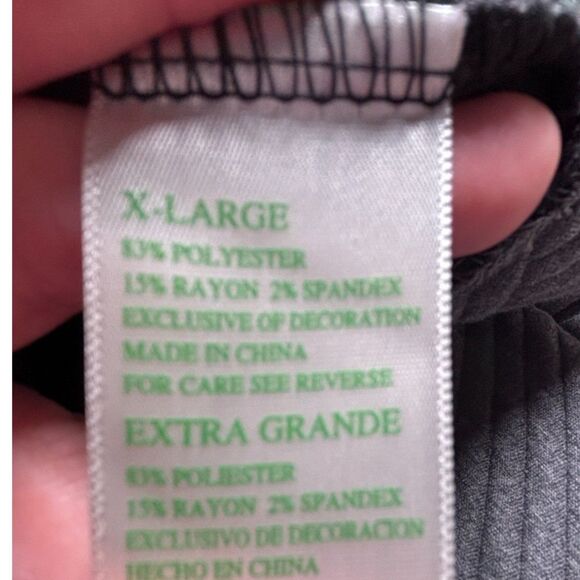 X-LARGE
83% POLYESTER
15% RAYON 2% SPANDEX
EXCLUSIVE OF DECORATION
MADE IN CHINA
FOR CARE SEE REVERSE
EXTRA GRANDE
83% POLIESTER
15% RAYON 2% SPANDEX
EXCLUSIVO DE DECORACION
HECHO EN CHINA